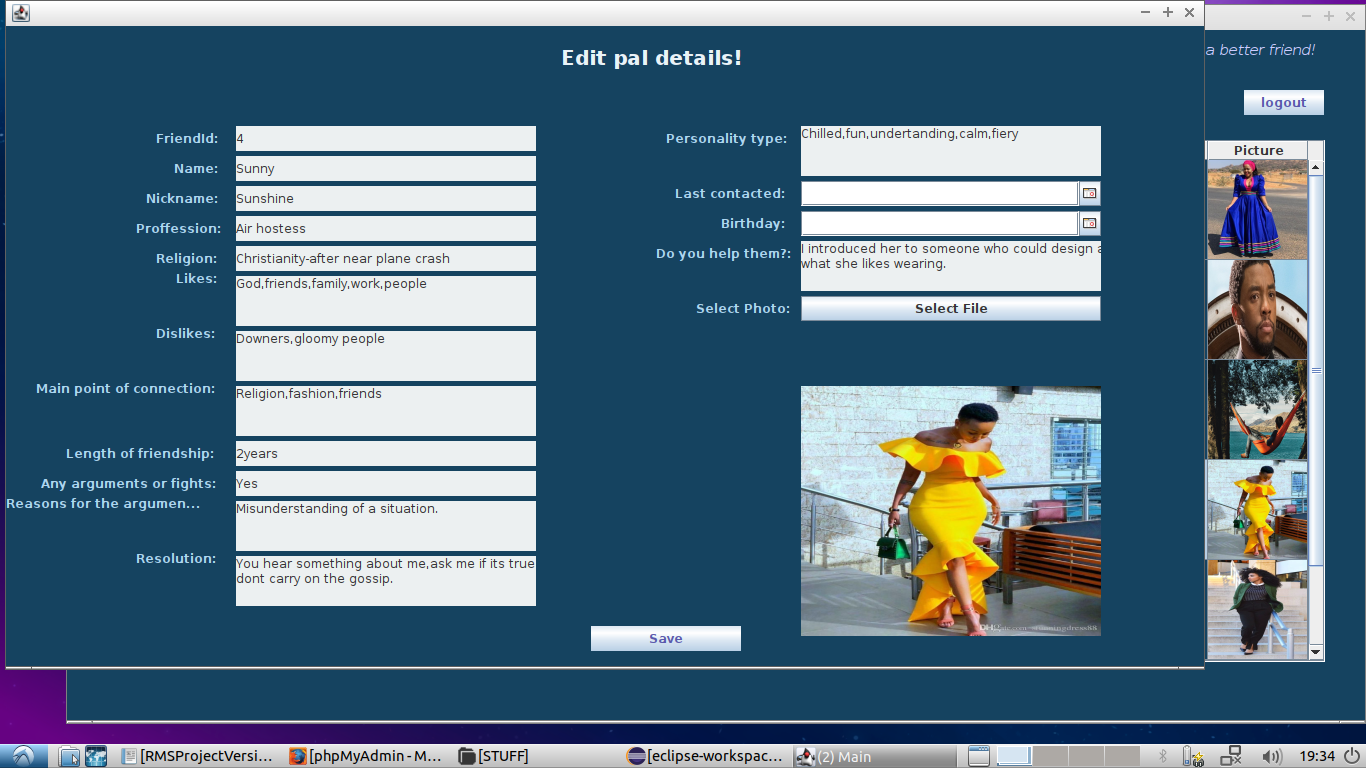 a better friend!
Edit pal details!
logout
Picture
FriendId:
4
Name:
Sunny
Nickname:
Sunshine
Proffession:
Air hostess
Religion:
Christianity-after near plane crash
Likes:
God,friends,family,work,people
Dislikes:
Downers,gloomy people
Main point of connection:
Religion,fashion,friends
Length of friendship:
2years
Any arguments or fights:
Yes
Reasons for the argumen...
Misunderstanding of a situation.
Resolution:
You hear something about me,ask me if its true
dont carry on the gossip.
Personality type:
Chilled,fun,undertanding,calm,fiery
Last contacted:
Birthday:
Do you help them?:
I introduced her to someone who could design a
what she likes wearing.
Select Photo:
Select File
Save
[RMSProjectVersi...
[phpMyAdmin - M...
[STUFF]
[eclipse-workspac...
(2) Main
19:34